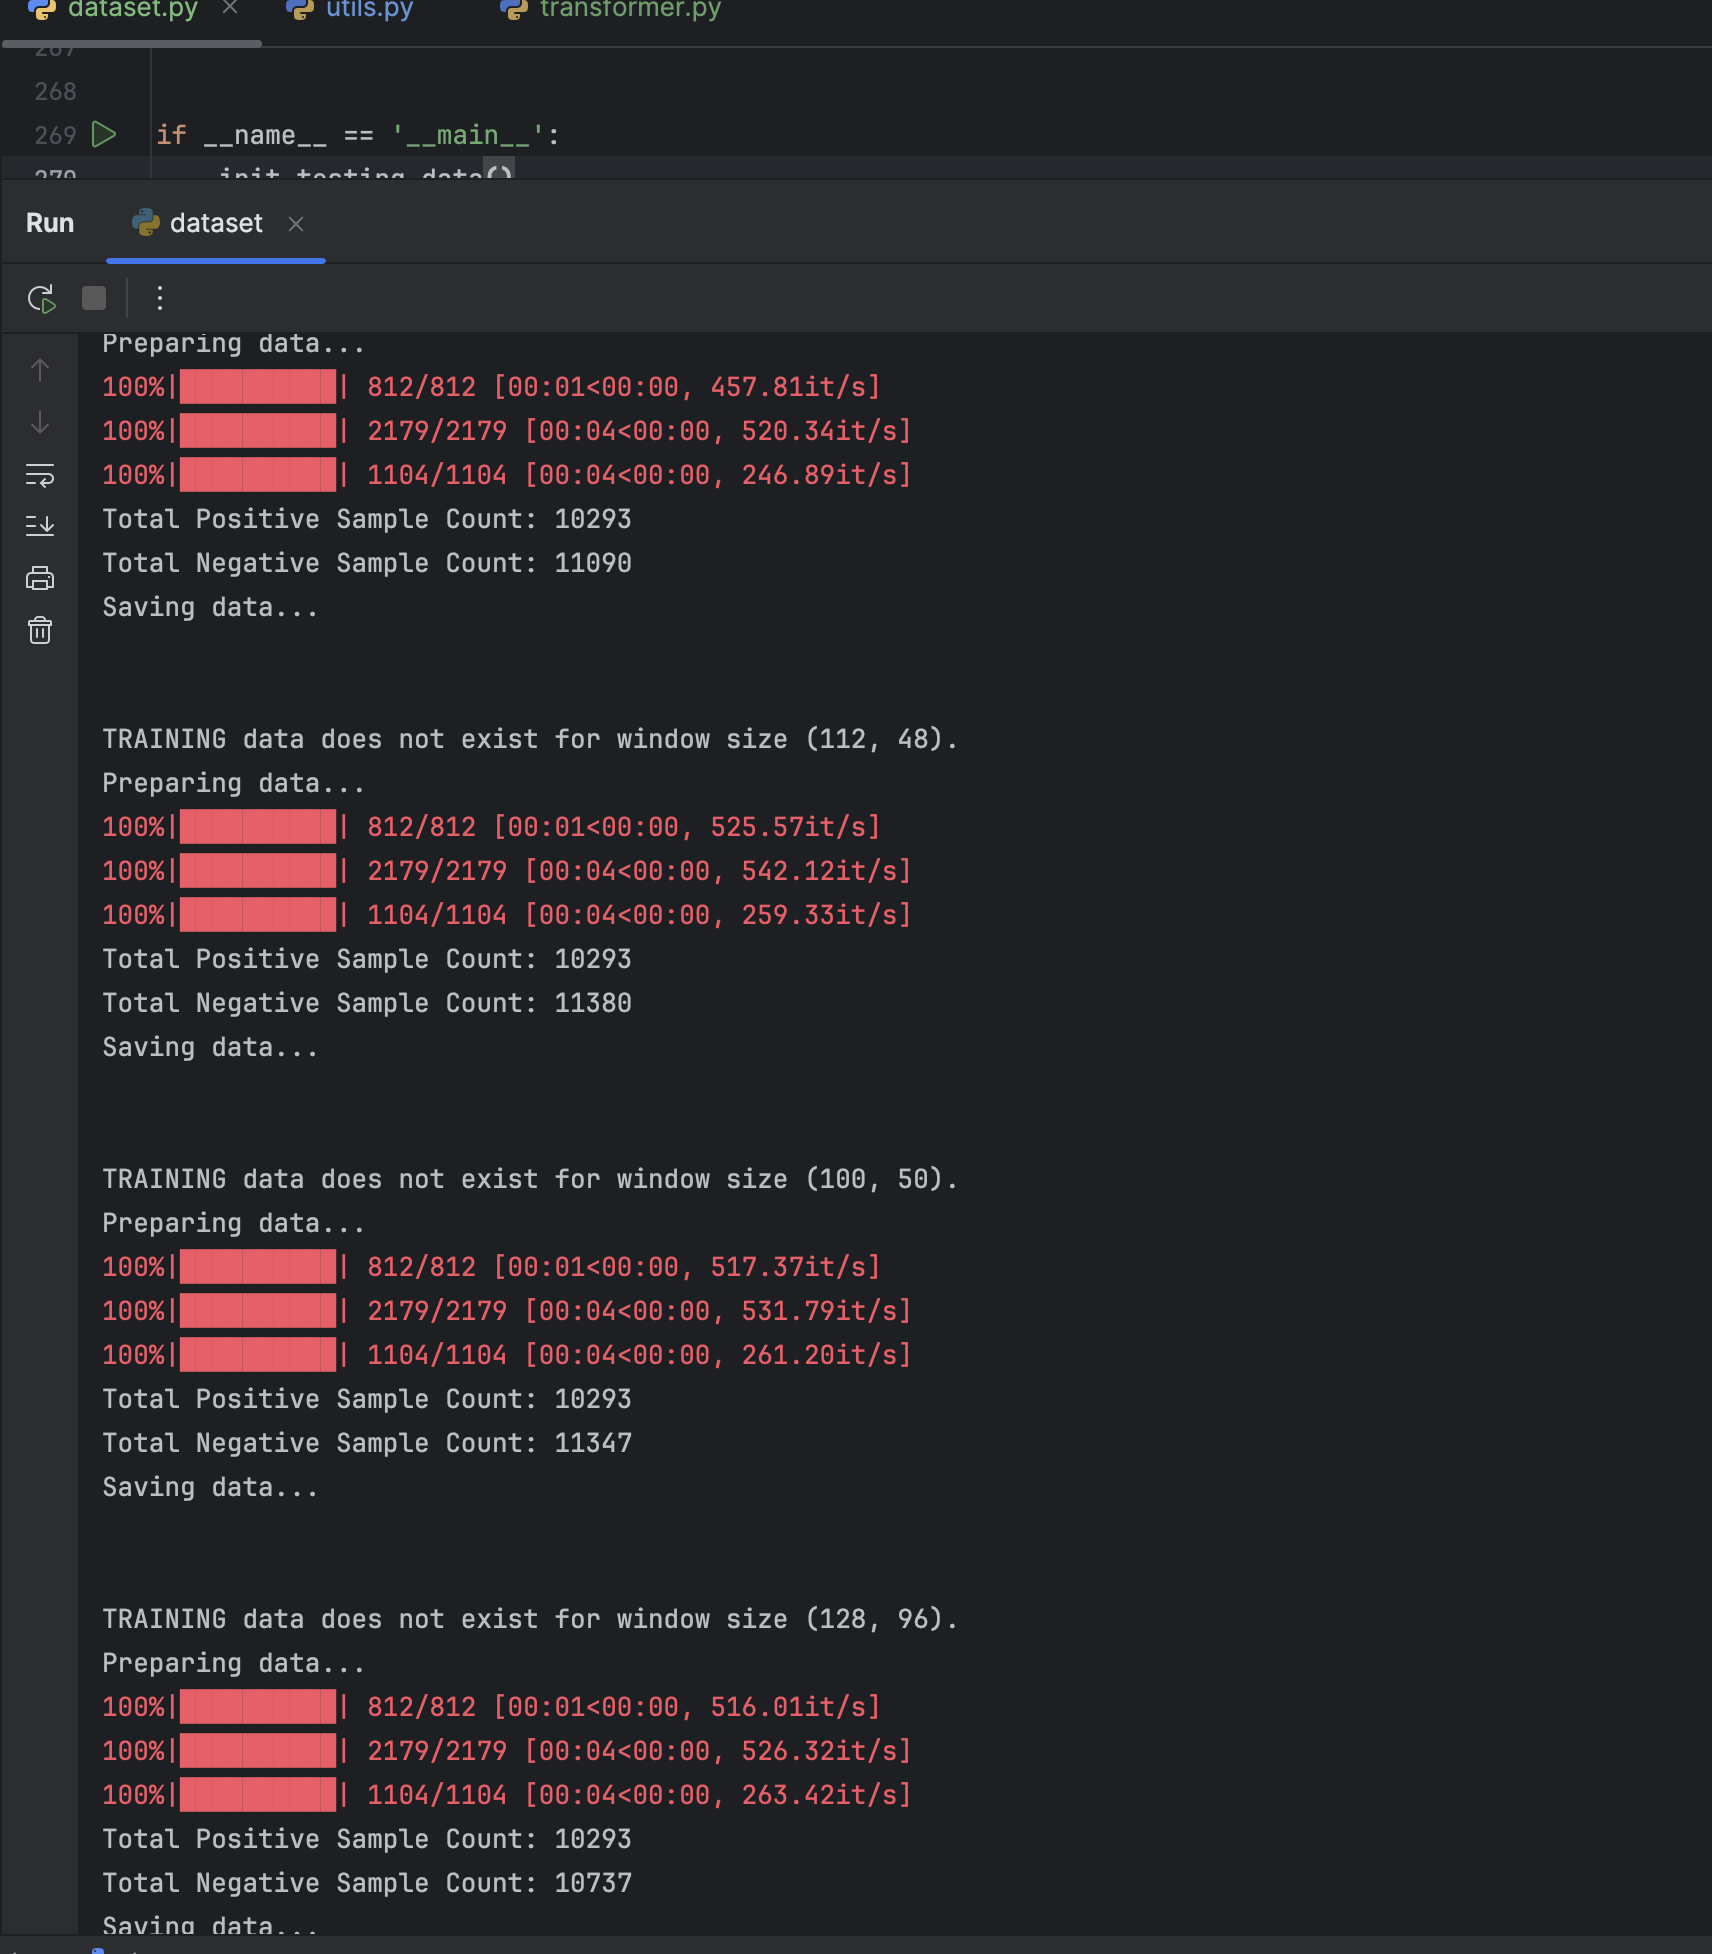 dataset.py utils.py transformer.py
267
268
269 if __name__ == '__main__':
270 init_testing_data()
Run dataset
Preparing data...
100%|██████████| 812/812 [00:01<00:00, 457.81it/s]
100%|██████████| 2179/2179 [00:04<00:00, 520.34it/s]
100%|██████████| 1104/1104 [00:04<00:00, 246.89it/s]
Total Positive Sample Count: 10293
Total Negative Sample Count: 11090
Saving data...
TRAINING data does not exist for window size (112, 48).
Preparing data...
100%|██████████| 812/812 [00:01<00:00, 525.57it/s]
100%|██████████| 2179/2179 [00:04<00:00, 542.12it/s]
100%|██████████| 1104/1104 [00:04<00:00, 259.33it/s]
Total Positive Sample Count: 10293
Total Negative Sample Count: 11380
Saving data...
TRAINING data does not exist for window size (100, 50).
Preparing data...
100%|██████████| 812/812 [00:01<00:00, 517.37it/s]
100%|██████████| 2179/2179 [00:04<00:00, 531.79it/s]
100%|██████████| 1104/1104 [00:04<00:00, 261.20it/s]
Total Positive Sample Count: 10293
Total Negative Sample Count: 11347
Saving data...
TRAINING data does not exist for window size (128, 96).
Preparing data...
100%|██████████| 812/812 [00:01<00:00, 516.01it/s]
100%|██████████| 2179/2179 [00:04<00:00, 526.32it/s]
100%|██████████| 1104/1104 [00:04<00:00, 263.42it/s]
Total Positive Sample Count: 10293
Total Negative Sample Count: 10737
Saving data...